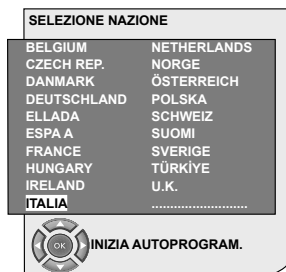 SELEZIONE NAZIONE
BELGIUM NETHERLANDS
CZECH REP. NORGE
DANMARK ÖSTERREICH
DEUTSCHLAND POLSKA
ELLADA SCHWEIZ
ESPA A SUOMI
FRANCE SVERIGE
HUNGARY TÜRKİYE
IRELAND U.K.
ITALIA ..........................
OK INIZIA AUTOPROGRAM.